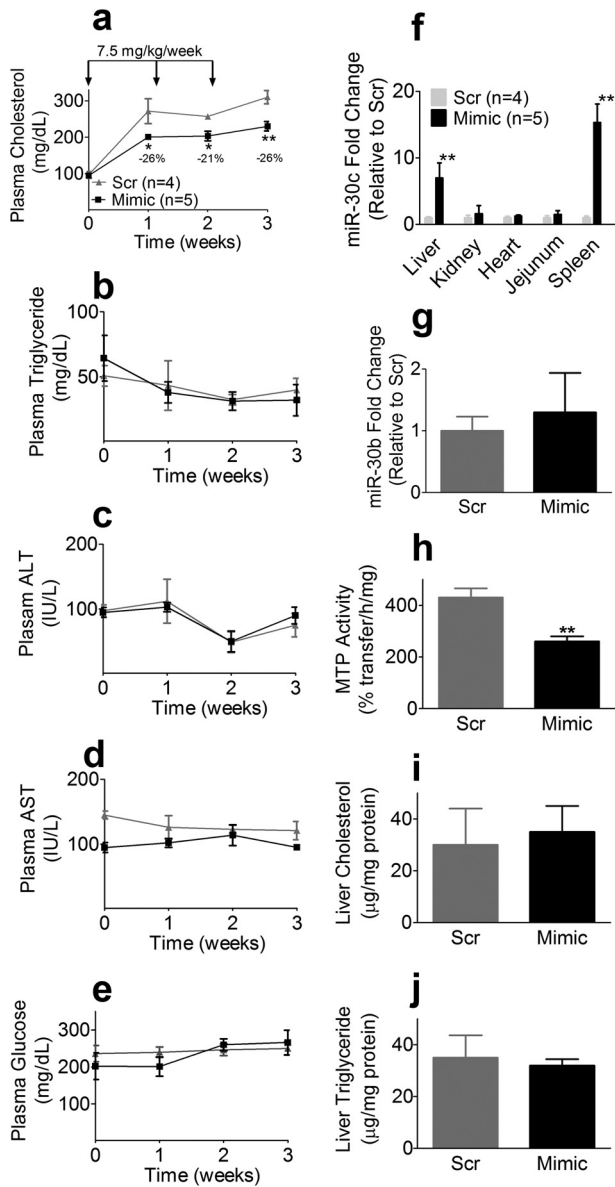 a
7.5 mg/kg/week
Plasma Cholesterol
(mg/dL)
300
200
100
*
-26%
*
-21%
**
-26%
Scr (n=4)
Mimic (n=5)
0 1 2 3
Time (weeks)
b
Plasma Triglyceride
(mg/dL)
100
50
0 1 2 3
Time (weeks)
c
Plasam ALT
(IU/L)
200
100
0 1 2 3
Time (weeks)
d
Plasma AST
(IU/L)
200
100
0 1 2 3
Time (weeks)
e
Plasma Glucose
(mg/dL)
300
200
100
0 1 2 3
Time (weeks)
f
miR-30c Fold Change
(Relative to Scr)
20
10
0
Scr (n=4)
Mimic (n=5)
**
**
Liver
Kidney
Heart
Jejunum
Spleen
g
miR-30b Fold Change
(Relative to Scr)
2
1
0
Scr Mimic
h
MTP Activity
(% transfer/h/mg)
400
200
0
**
Scr Mimic
i
Liver Cholesterol
(µg/mg protein)
40
20
0
Scr Mimic
j
Liver Triglyceride
(µg/mg protein)
40
20
0
Scr Mimic